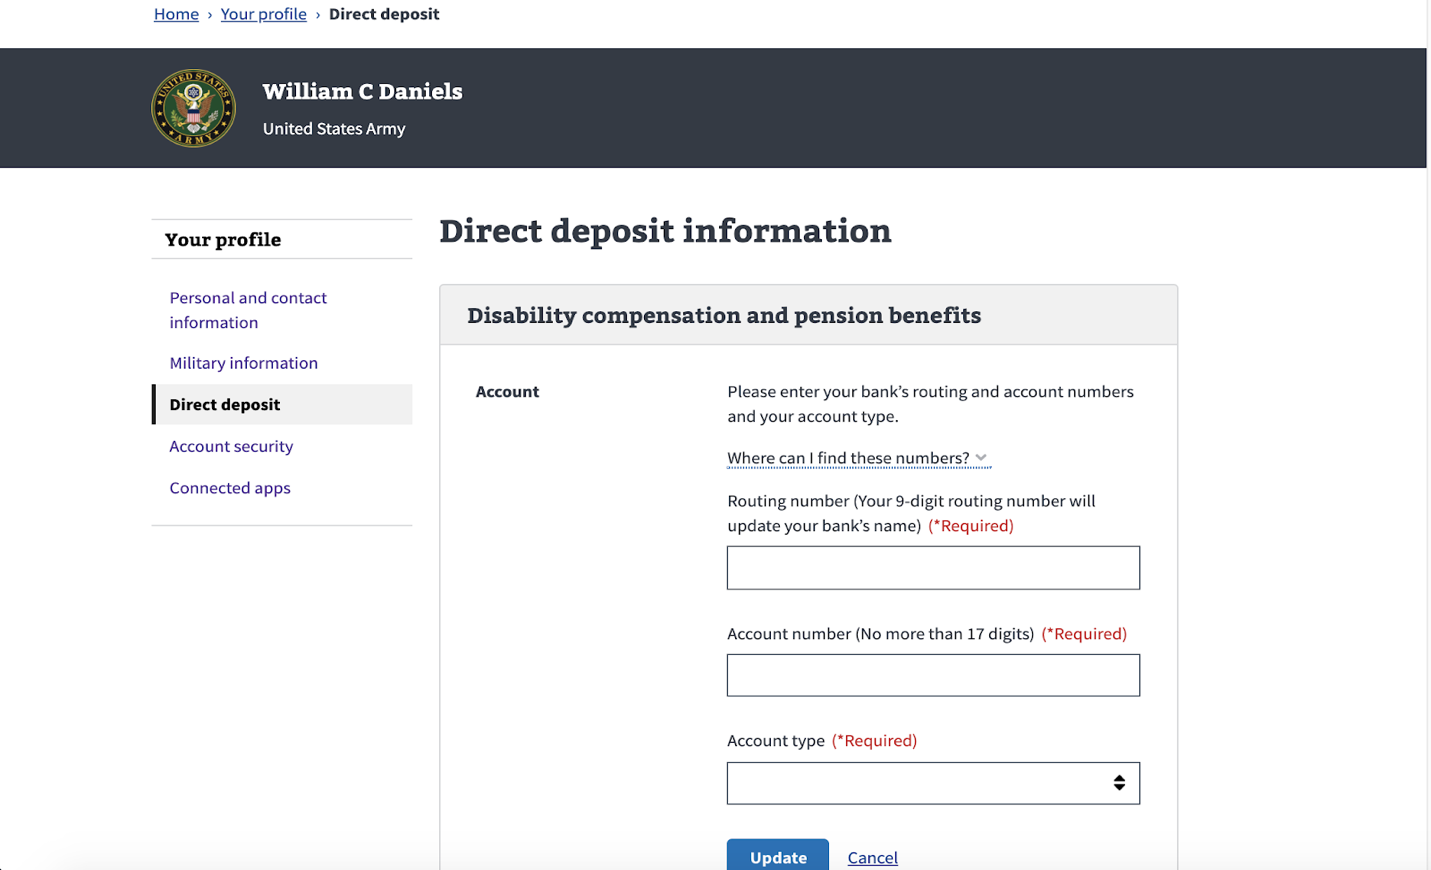 Home › Your profile › Direct deposit
UNITED STATES
ARMY
William C Daniels
United States Army
Your profile
Personal and contact
information
Military information
Direct deposit
Account security
Connected apps
Direct deposit information
Disability compensation and pension benefits
Account
Please enter your bank’s routing and account numbers
and your account type.
Where can I find these numbers?
Routing number (Your 9-digit routing number will
update your bank’s name) (*Required)
Account number (No more than 17 digits) (*Required)
Account type (*Required)
Update Cancel